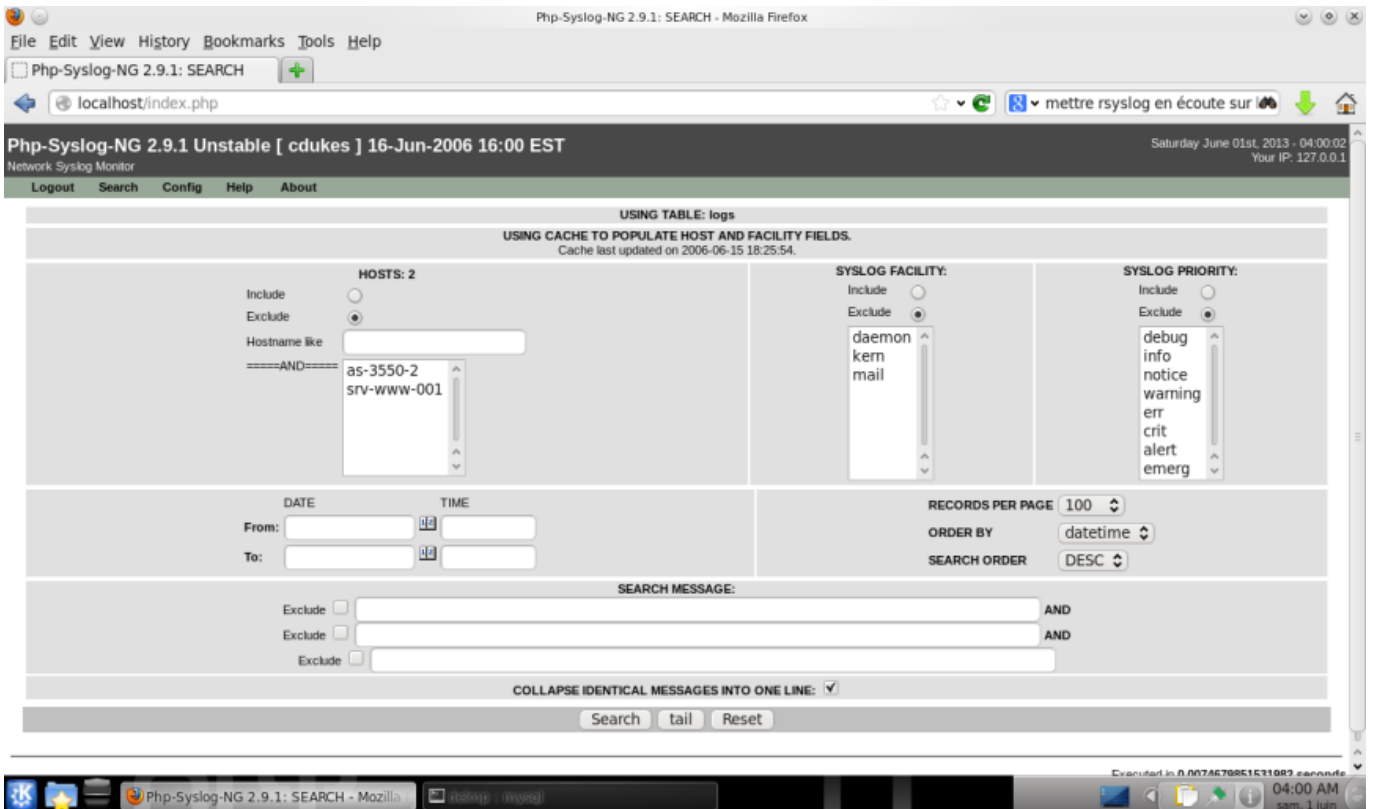 Php-Syslog-NG 2.9.1: SEARCH - Mozilla Firefox
File Edit View History Bookmarks Tools Help
Php-Syslog-NG 2.9.1: SEARCH
localhost/index.php
mettre rsyslog en écoute sur
Php-Syslog-NG 2.9.1 Unstable [ cdukes ] 16-Jun-2006 16:00 EST
Saturday June 01st, 2013 - 04:00:02
Network Syslog Monitor
Your IP: 127.0.0.1
Logout Search Config Help About
USING TABLE: logs
USING CACHE TO POPULATE HOST AND FACILITY FIELDS.
Cache last updated on 2006-06-15 18:25:54.
HOSTS: 2
Include
Exclude
Hostname like
=====AND=====
as-3550-2
srv-www-001
SYSLOG FACILITY:
Include
Exclude
daemon
kern
mail
SYSLOG PRIORITY:
Include
Exclude
debug
info
notice
warning
err
crit
alert
emerg
DATE TIME
From:
To:
RECORDS PER PAGE 100
ORDER BY datetime
SEARCH ORDER DESC
SEARCH MESSAGE:
Exclude AND
Exclude AND
Exclude
COLLAPSE IDENTICAL MESSAGES INTO ONE LINE:
Search tail Reset
Executed in 0.0074679851531982 seconds
Php-Syslog-NG 2.9.1: SEARCH - Mozilla
04:00 AM
sam. 1 juin